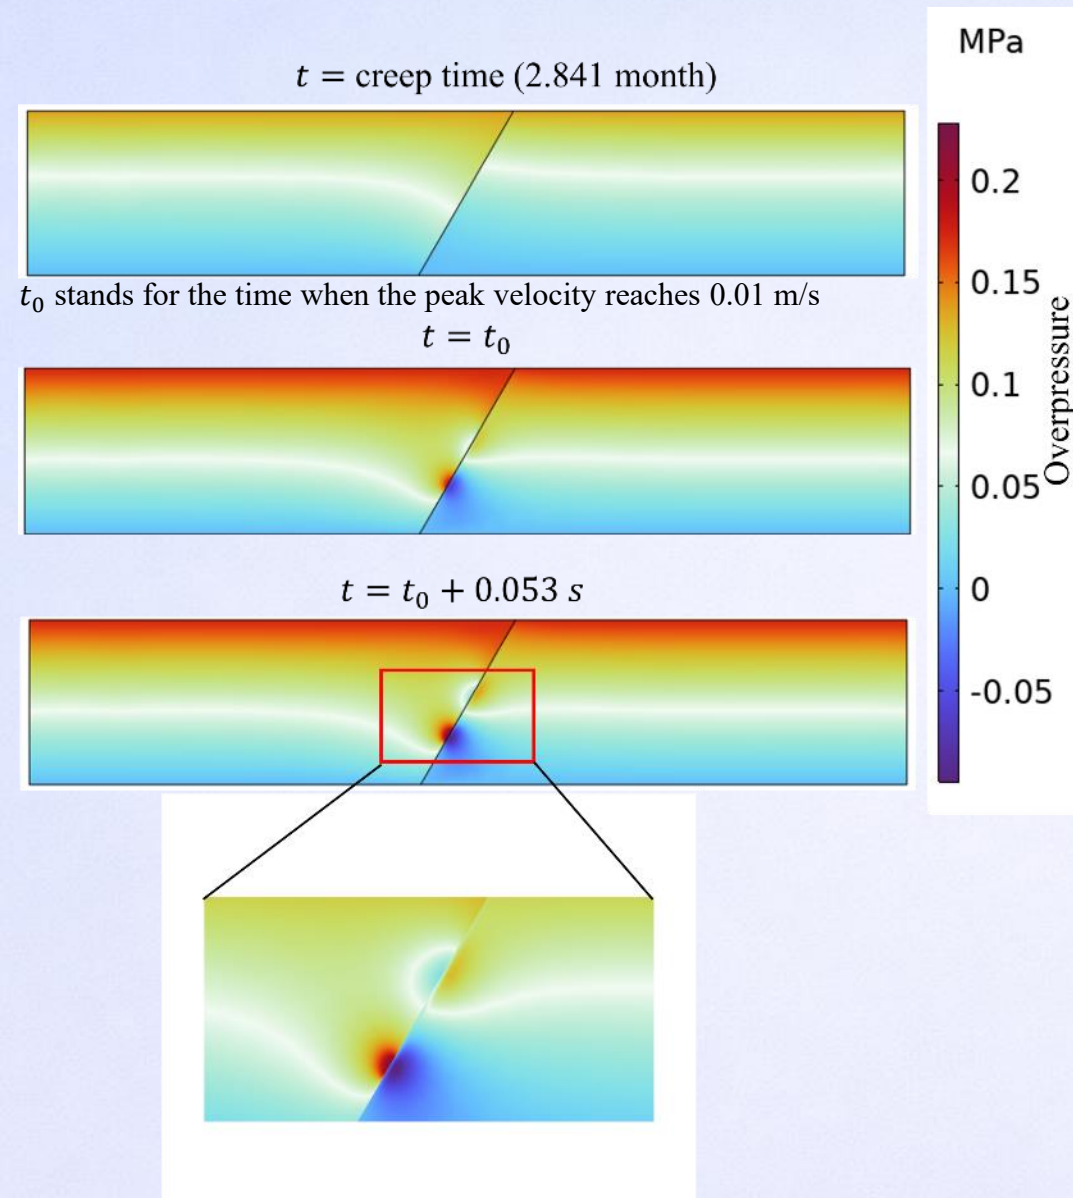 MPa
t = creep time (2.841 month)
0.2
0.15
0.1
0.05
0
-0.05
Overpressure
t₀ stands for the time when the peak velocity reaches 0.01 m/s
t = t₀
t = t₀ + 0.053 s